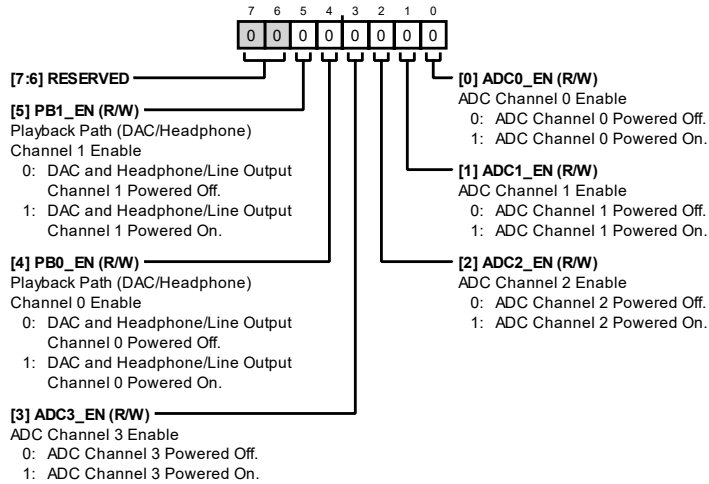 7 6 5 4 3 2 1 0
0 0 0 0 0 0 0 0
[7:6] RESERVED
[5] PB1_EN (R/W)
Playback Path (DAC/Headphone)
Channel 1 Enable
0: DAC and Headphone/Line Output
Channel 1 Powered Off.
1: DAC and Headphone/Line Output
Channel 1 Powered On.
[4] PB0_EN (R/W)
Playback Path (DAC/Headphone)
Channel 0 Enable
0: DAC and Headphone/Line Output
Channel 0 Powered Off.
1: DAC and Headphone/Line Output
Channel 0 Powered On.
[3] ADC3_EN (R/W)
ADC Channel 3 Enable
0: ADC Channel 3 Powered Off.
1: ADC Channel 3 Powered On.
[0] ADC0_EN (R/W)
ADC Channel 0 Enable
0: ADC Channel 0 Powered Off.
1: ADC Channel 0 Powered On.
[1] ADC1_EN (R/W)
ADC Channel 1 Enable
0: ADC Channel 1 Powered Off.
1: ADC Channel 1 Powered On.
[2] ADC2_EN (R/W)
ADC Channel 2 Enable
0: ADC Channel 2 Powered Off.
1: ADC Channel 2 Powered On.